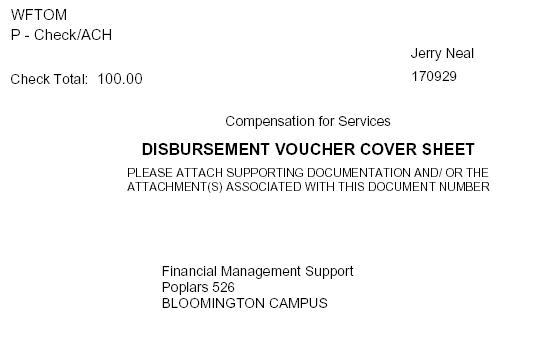 WFTOM
P - Check/ACH
Jerry Neal
Check Total: 100.00
170929
Compensation for Services
DISBURSEMENT VOUCHER COVER SHEET
PLEASE ATTACH SUPPORTING DOCUMENTATION AND/ OR THE
ATTACHMENT(S) ASSOCIATED WITH THIS DOCUMENT NUMBER
Financial Management Support
Poplars 526
BLOOMINGTON CAMPUS